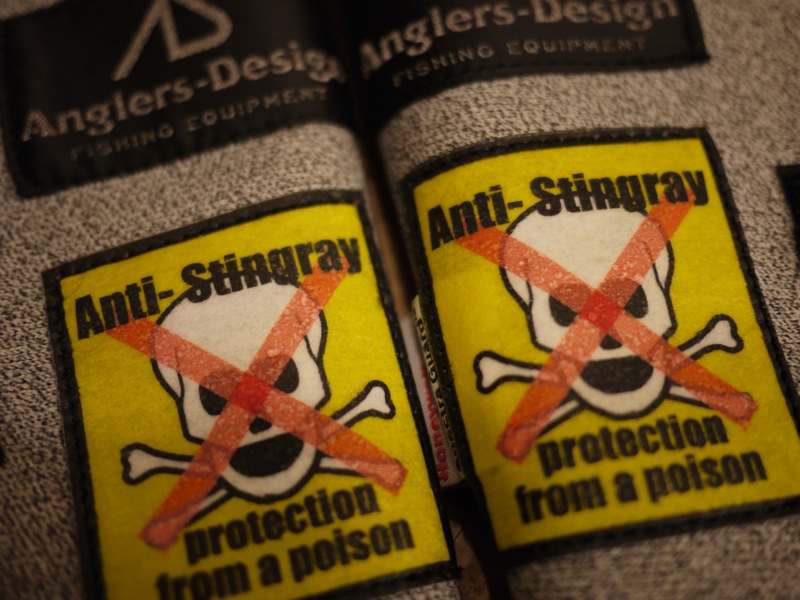 Anglers-Design
FISHING EQUIPMENT
Anglers-Design
FISHING EQUIPMENT
Anti-Stingray
protection
from a poison
Anti-Stingray
protection
from a poison